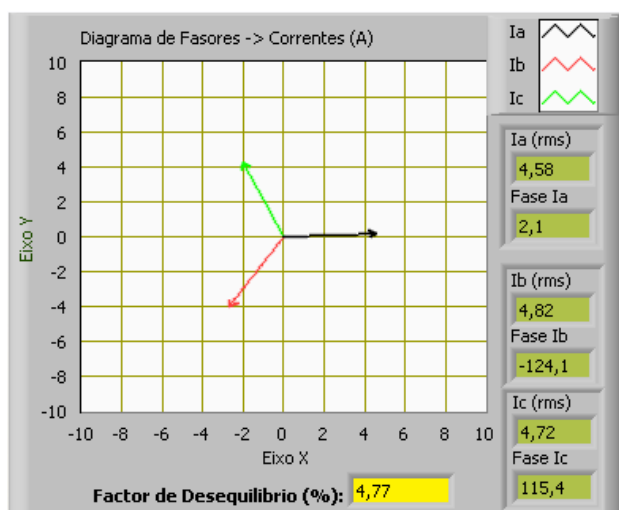 Diagrama de Fasores -> Correntes (A)
Ia
Ib
Ic
10
8
6
4
2
0
-2
-4
-6
-8
-10
Eixo Y
-10 -8 -6 -4 -2 0 2 4 6 8 10
Eixo X
Ia (rms)
4,58
Fase Ia
2,1
Ib (rms)
4,82
Fase Ib
-124,1
Ic (rms)
4,72
Fase Ic
115,4
Factor de Desequilibrio (%): 4,77